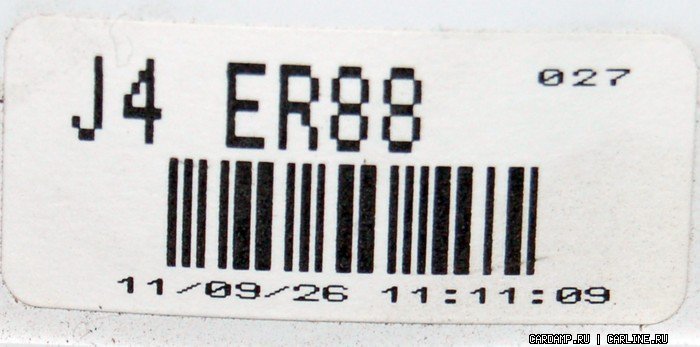 J4 ER88 027
11/09/26 11:11:09
CARDAMP.RU | CARLINE.RU